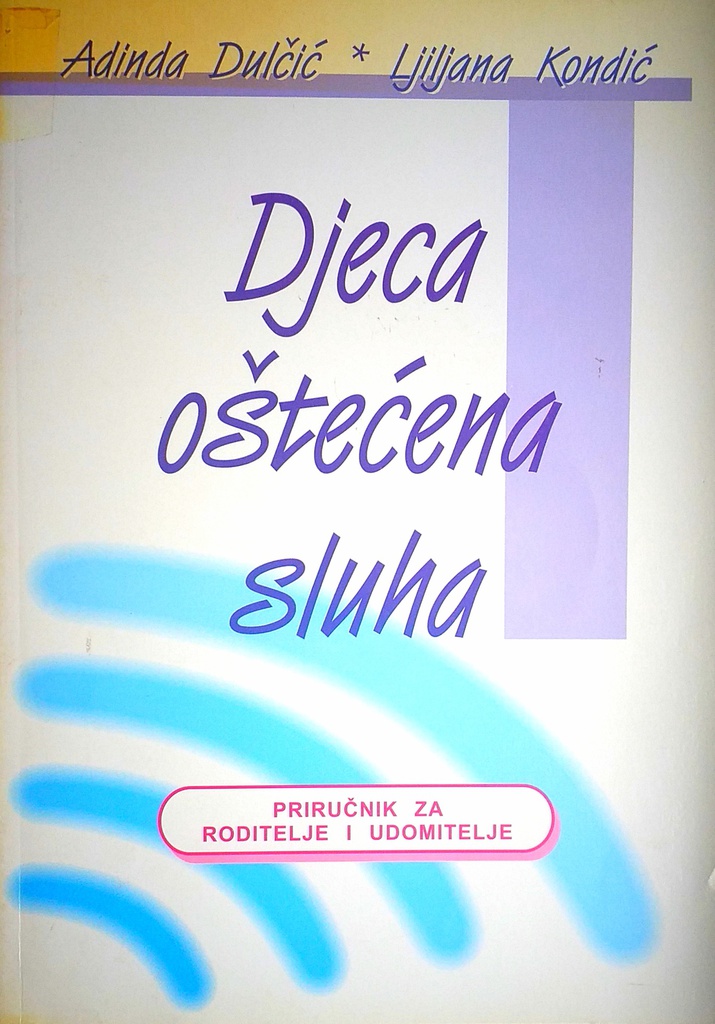 Adinda Dulčić * Ljiljana Kondić
Djeca
oštećena
sluha
PRIRUČNIK ZA
RODITELJE I UDOMITELJE